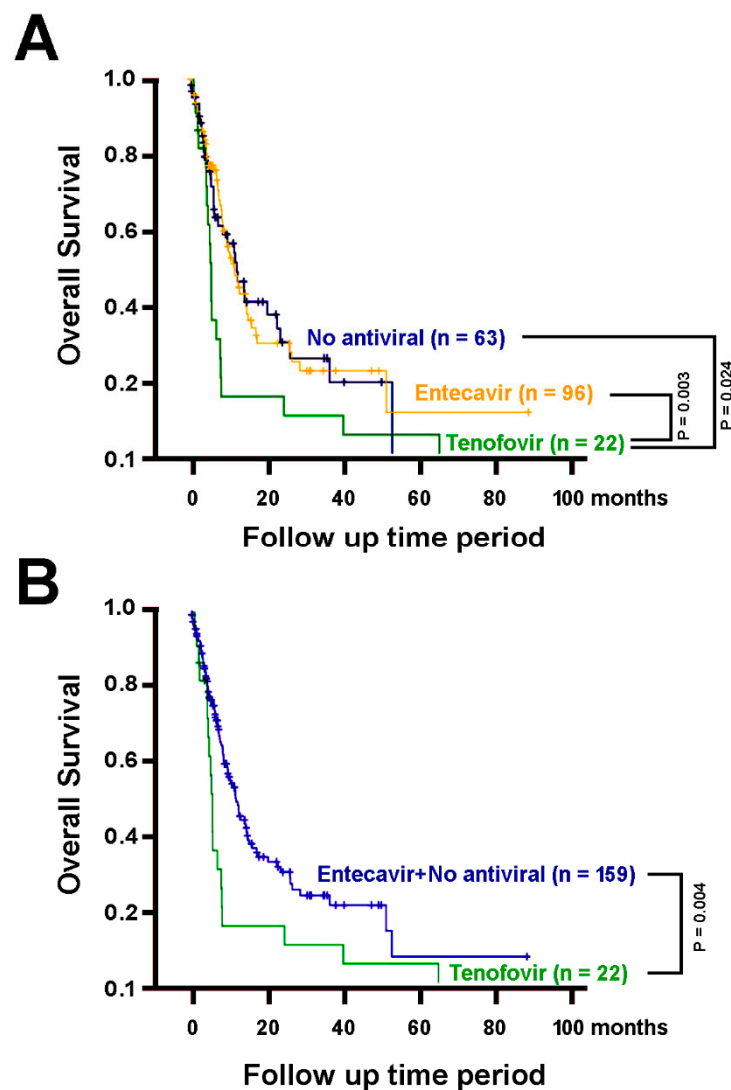 A
Overall Survival
1.0
0.8
0.6
0.4
0.2
0.1
No antiviral (n = 63)
Entecavir (n = 96)
Tenofovir (n = 22)
P = 0.003
P = 0.024
0 20 40 60 80 100 months
Follow up time period
B
Overall Survival
1.0
0.8
0.6
0.4
0.2
0.1
Entecavir+No antiviral (n = 159)
Tenofovir (n = 22)
P = 0.004
0 20 40 60 80 100 months
Follow up time period